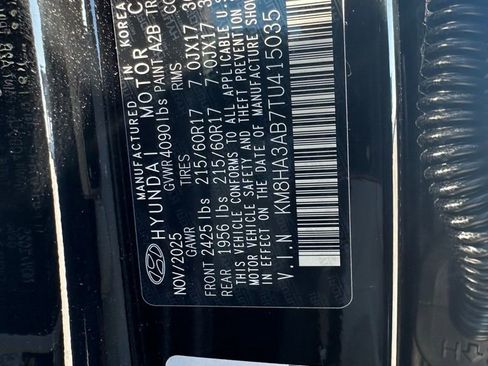 MANUFACTURED IN KOREA
HYUNDAI MOTOR C
NOV/2025 GVWR 4090 lbs PAINT A2B TR
GAWR TIRES RIMS
FRONT 2425 lbs 215/60R17 7.0JX17
REAR 1956 lbs 215/60R17 7.0JX17
THIS VEHICLE CONFORMS TO ALL APPLICABLE U.S
MOTOR VEHICLE SAFETY AND THEFT PREVENTION
IN EFFECT ON THE DATE OF MANUFACTURE
V.I.N KM8HA3AB7TU415035